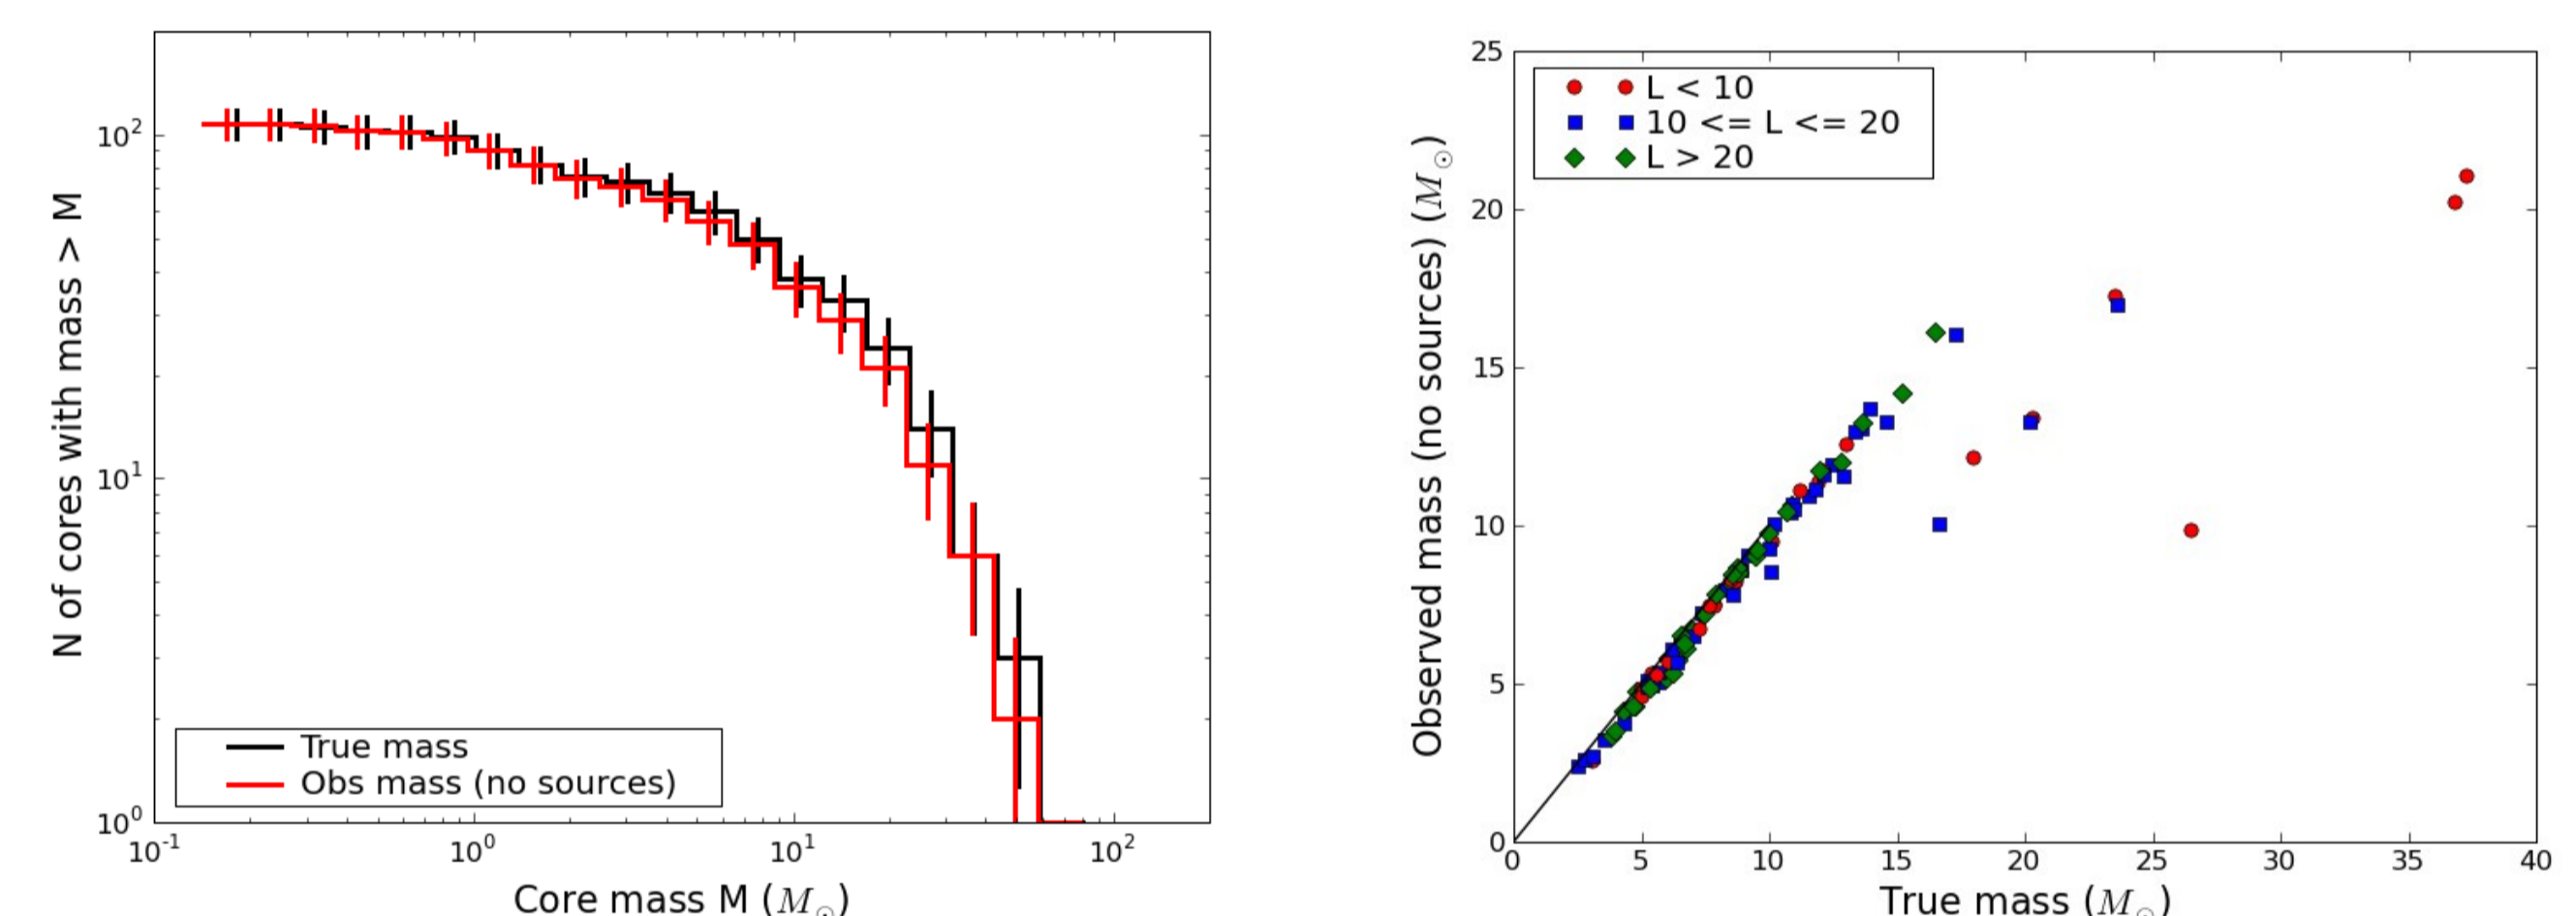 N of cores with mass > M
10²
10¹
10⁰
10⁻¹
10⁰
10¹
10²
True mass
Obs mass (no sources)
Core mass M (M⊙)
Observed mass (no sources) (M⊙)
25
20
15
10
5
0
L < 10
10 <= L <= 20
L > 20
0
5
10
15
20
25
30
35
40
True mass (M⊙)